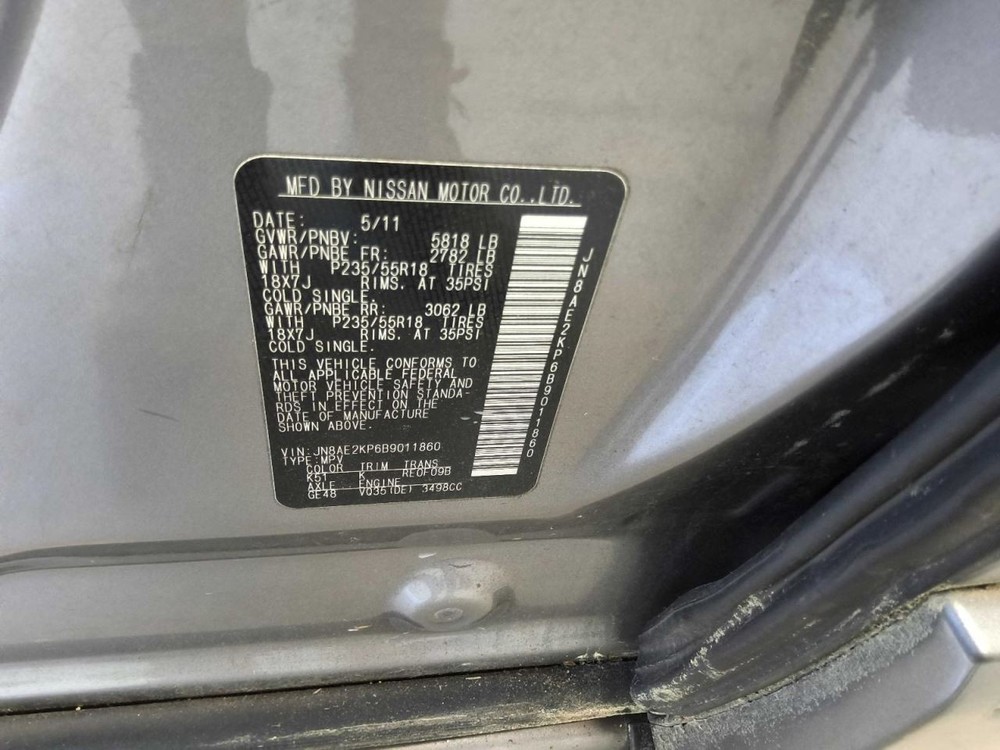 MFD BY NISSAN MOTOR CO.,LTD.
DATE: 5/11
GVWR/PNBV: 5818 LB
GAWR/PNBE FR: 2782 LB
WITH P235/55R18 TIRES
18X7J RIMS. AT 35PSI
COLD SINGLE.
GAWR/PNBE RR: 3062 LB
WITH P235/55R18 TIRES
18X7J RIMS. AT 35PSI
COLD SINGLE.
THIS VEHICLE CONFORMS TO
ALL APPLICABLE FEDERAL
MOTOR VEHICLE SAFETY AND
THEFT PREVENTION STANDA-
RDS IN EFFECT ON THE
DATE OF MANUFACTURE
SHOWN ABOVE.
VIN:JN8AE2KP6B9011860
TYPE:MPV
COLOR TRIM TRANS
K51 K RE0F09B
AXLE ENGINE
GE48 VQ35(DE) 3498CC
JN8AE2KP6B9011860